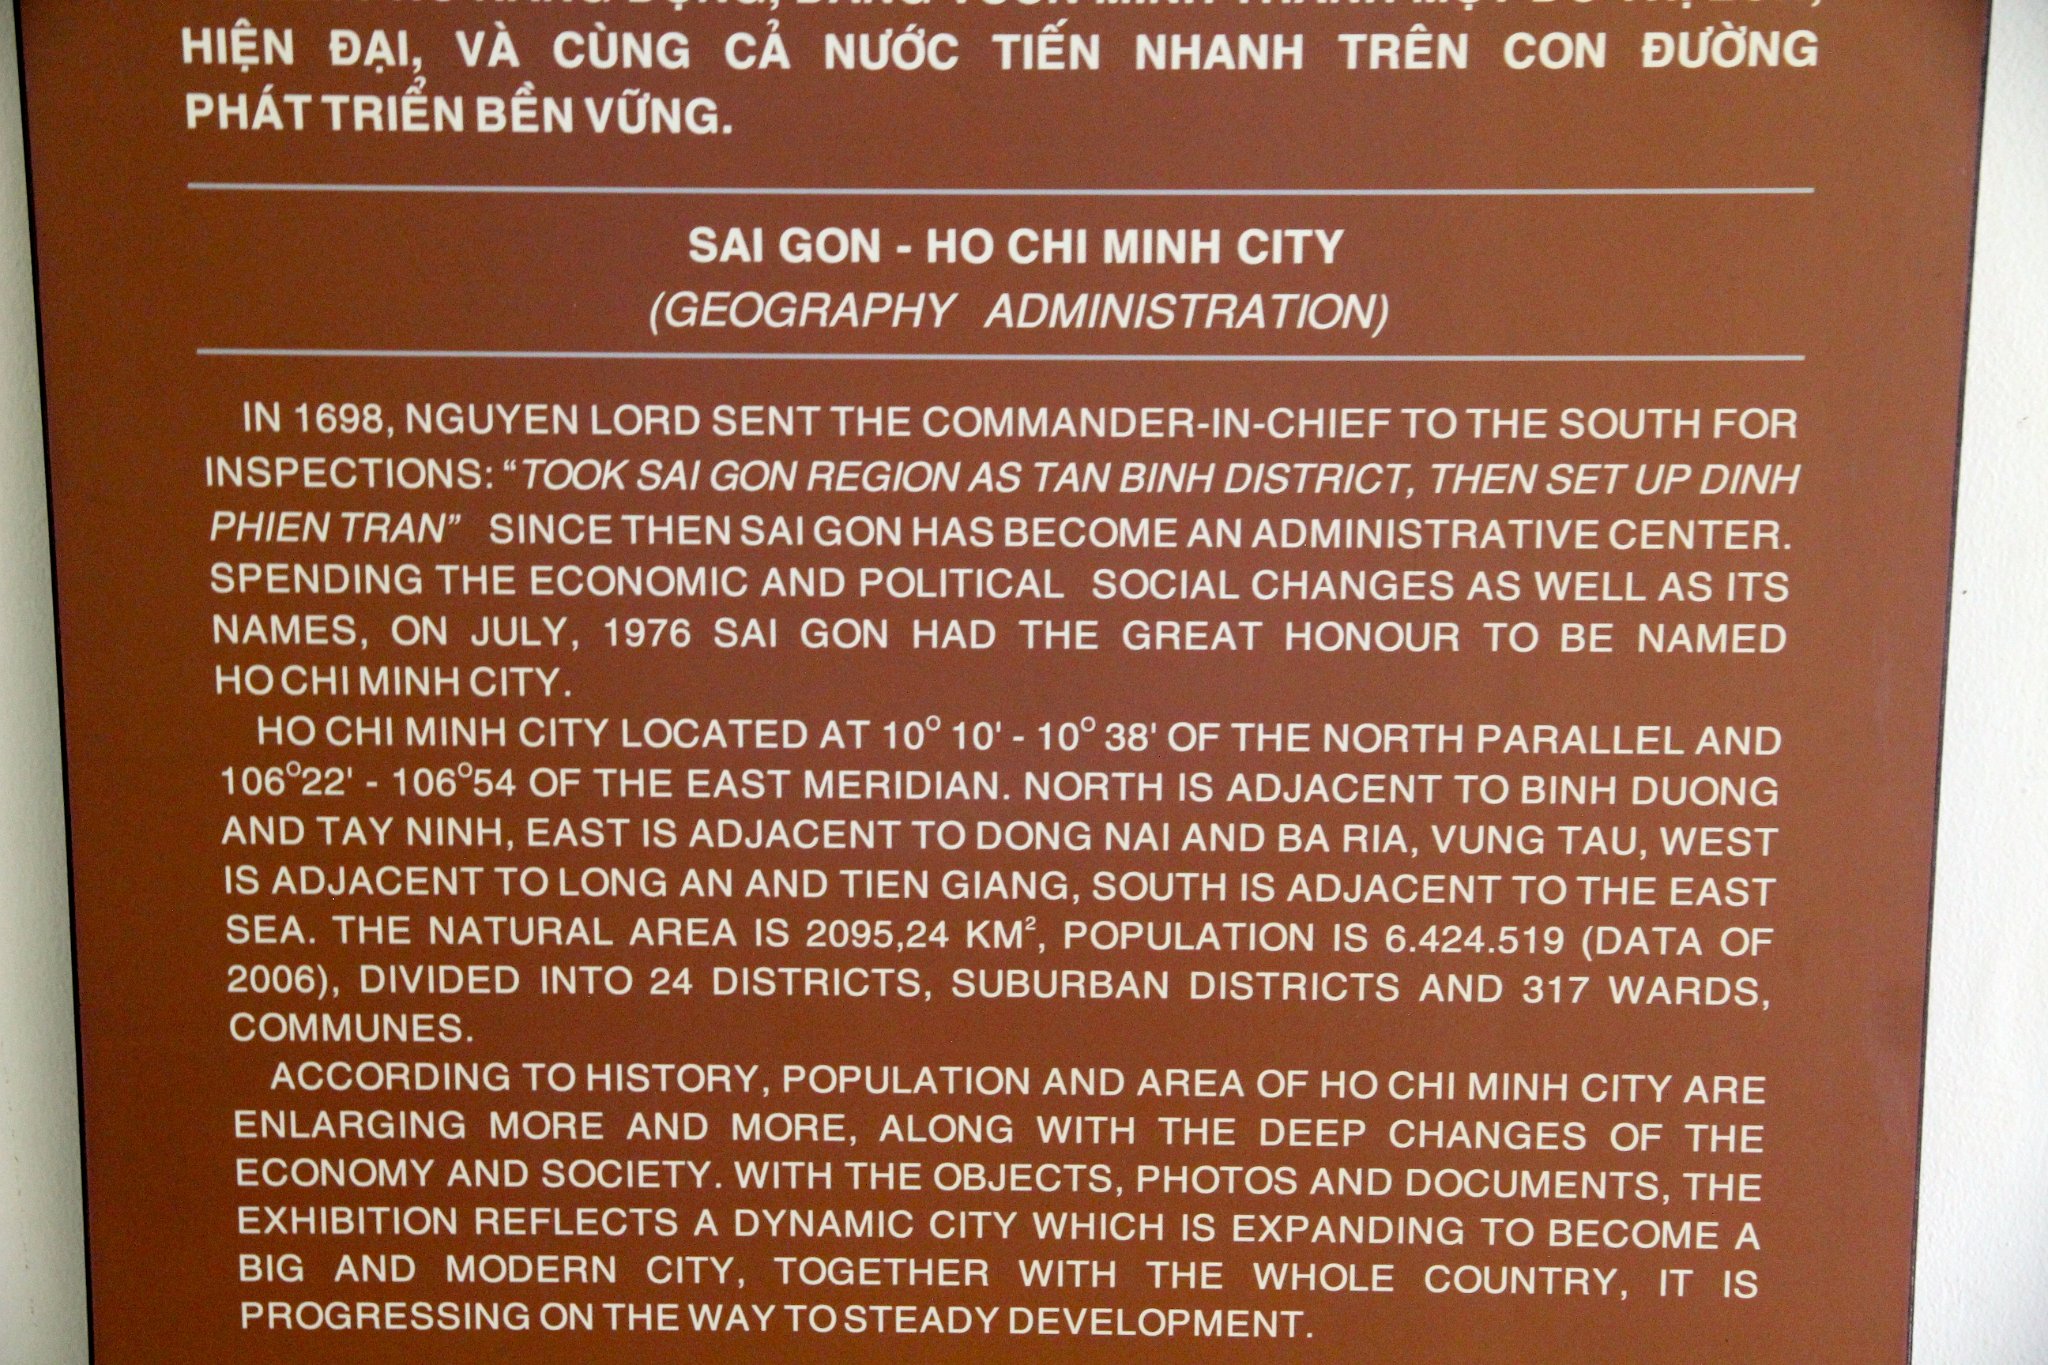 HIỆN ĐẠI, VÀ CÙNG CẢ NƯỚC TIẾN NHANH TRÊN CON ĐƯỜNG
PHÁT TRIỂN BỀN VỮNG.
SAI GON - HO CHI MINH CITY
(GEOGRAPHY ADMINISTRATION)
IN 1698, NGUYEN LORD SENT THE COMMANDER-IN-CHIEF TO THE SOUTH FOR
INSPECTIONS: “TOOK SAI GON REGION AS TAN BINH DISTRICT, THEN SET UP DINH
PHIEN TRAN” SINCE THEN SAI GON HAS BECOME AN ADMINISTRATIVE CENTER.
SPENDING THE ECONOMIC AND POLITICAL SOCIAL CHANGES AS WELL AS ITS
NAMES, ON JULY, 1976 SAI GON HAD THE GREAT HONOUR TO BE NAMED
HO CHI MINH CITY.
HO CHI MINH CITY LOCATED AT 10° 10' - 10° 38' OF THE NORTH PARALLEL AND
106°22' - 106°54 OF THE EAST MERIDIAN. NORTH IS ADJACENT TO BINH DUONG
AND TAY NINH, EAST IS ADJACENT TO DONG NAI AND BA RIA, VUNG TAU, WEST
IS ADJACENT TO LONG AN AND TIEN GIANG, SOUTH IS ADJACENT TO THE EAST
SEA. THE NATURAL AREA IS 2095,24 KM², POPULATION IS 6.424.519 (DATA OF
2006), DIVIDED INTO 24 DISTRICTS, SUBURBAN DISTRICTS AND 317 WARDS,
COMMUNES.
ACCORDING TO HISTORY, POPULATION AND AREA OF HO CHI MINH CITY ARE
ENLARGING MORE AND MORE, ALONG WITH THE DEEP CHANGES OF THE
ECONOMY AND SOCIETY. WITH THE OBJECTS, PHOTOS AND DOCUMENTS, THE
EXHIBITION REFLECTS A DYNAMIC CITY WHICH IS EXPANDING TO BECOME A
BIG AND MODERN CITY, TOGETHER WITH THE WHOLE COUNTRY, IT IS
PROGRESSING ON THE WAY TO STEADY DEVELOPMENT.